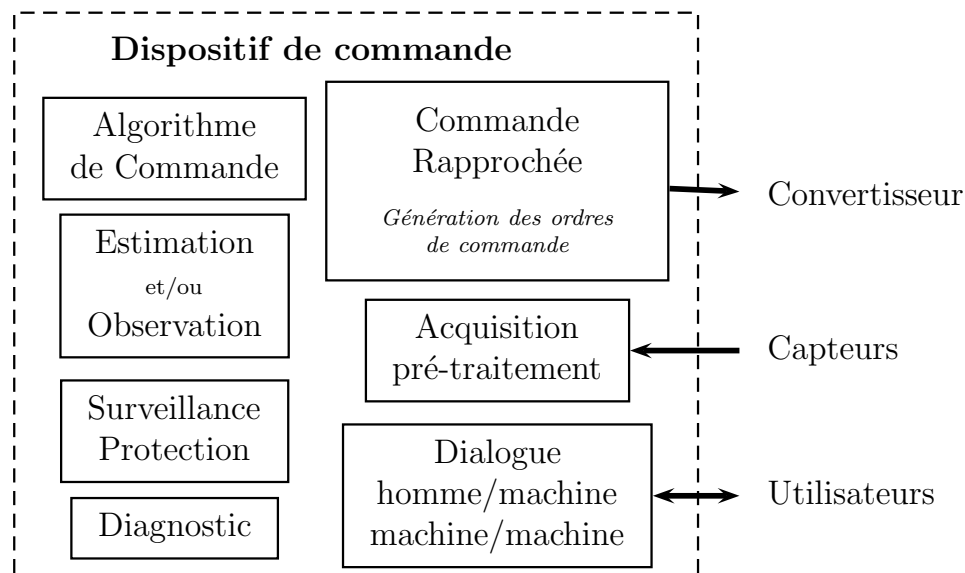 Dispositif de commande
Algorithme
de Commande
Estimation
et/ou
Observation
Surveillance
Protection
Diagnostic
Commande
Rapprochée
Génération des ordres
de commande
Acquisition
pré-traitement
Dialogue
homme/machine
machine/machine
Convertisseur
Capteurs
Utilisateurs